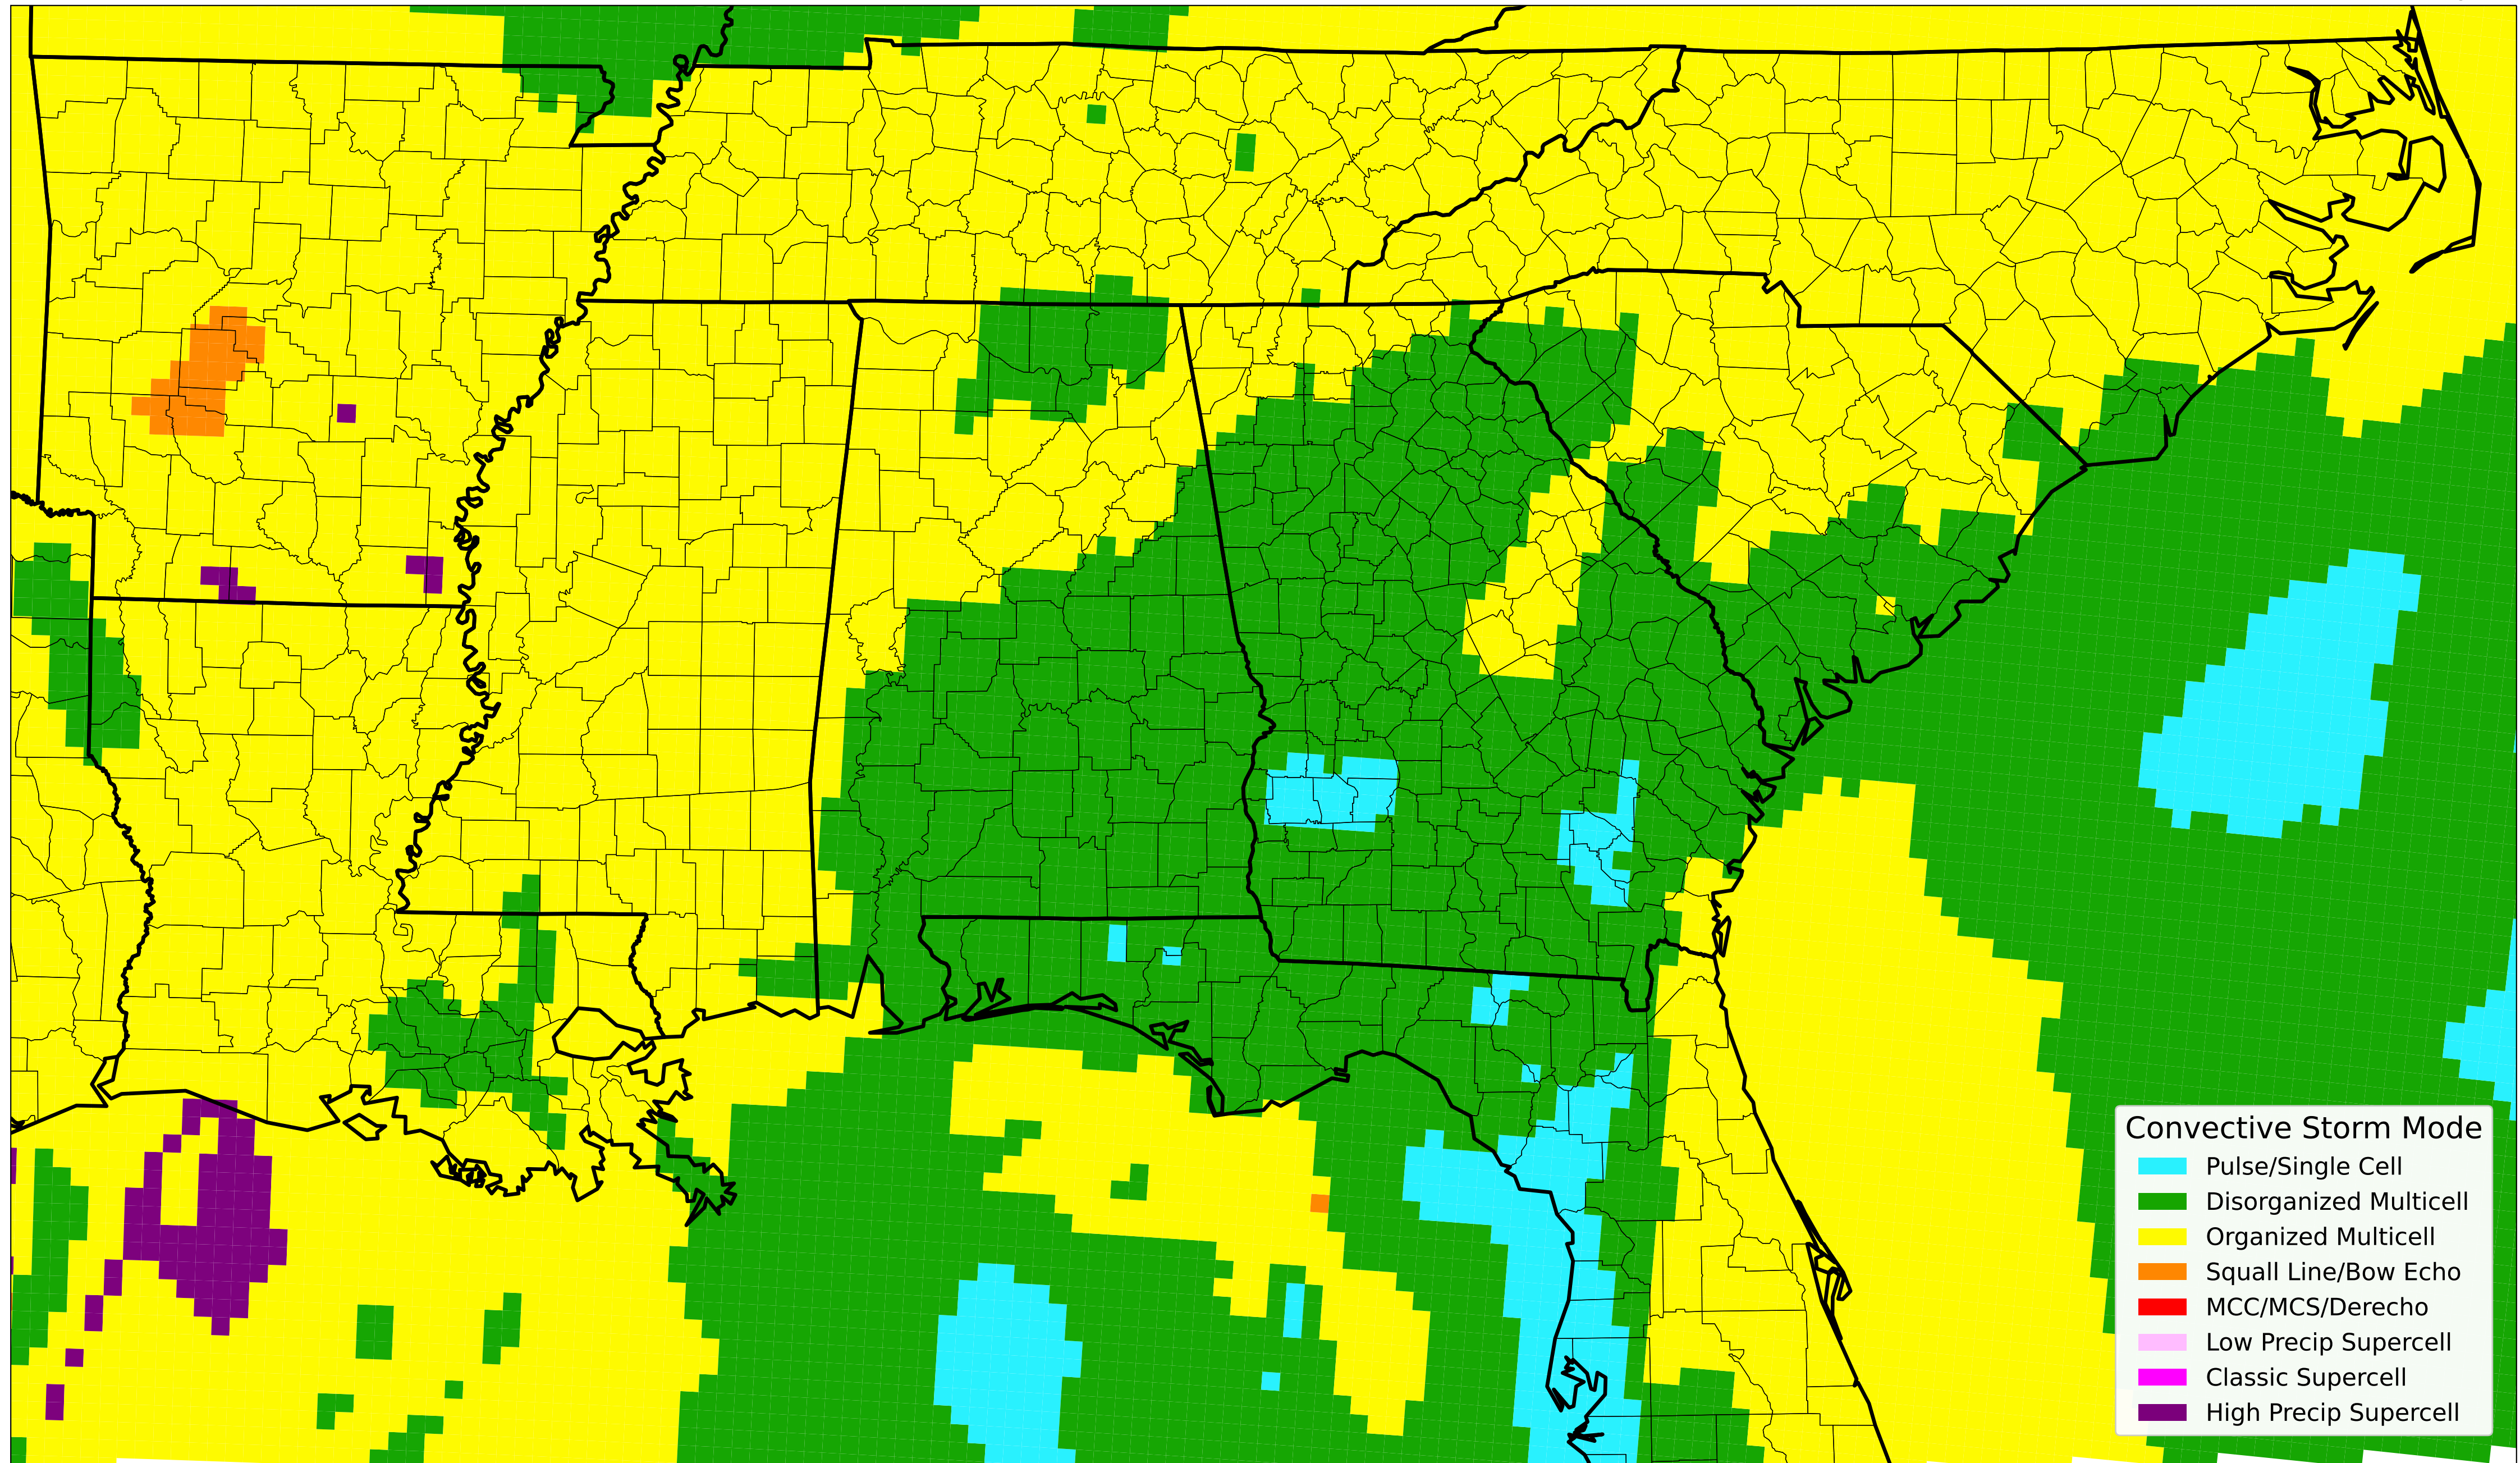 Convective Storm Mode
Pulse/Single Cell
Disorganized Multicell
Organized Multicell
Squall Line/Bow Echo
MCC/MCS/Derecho
Low Precip Supercell
Classic Supercell
High Precip Supercell